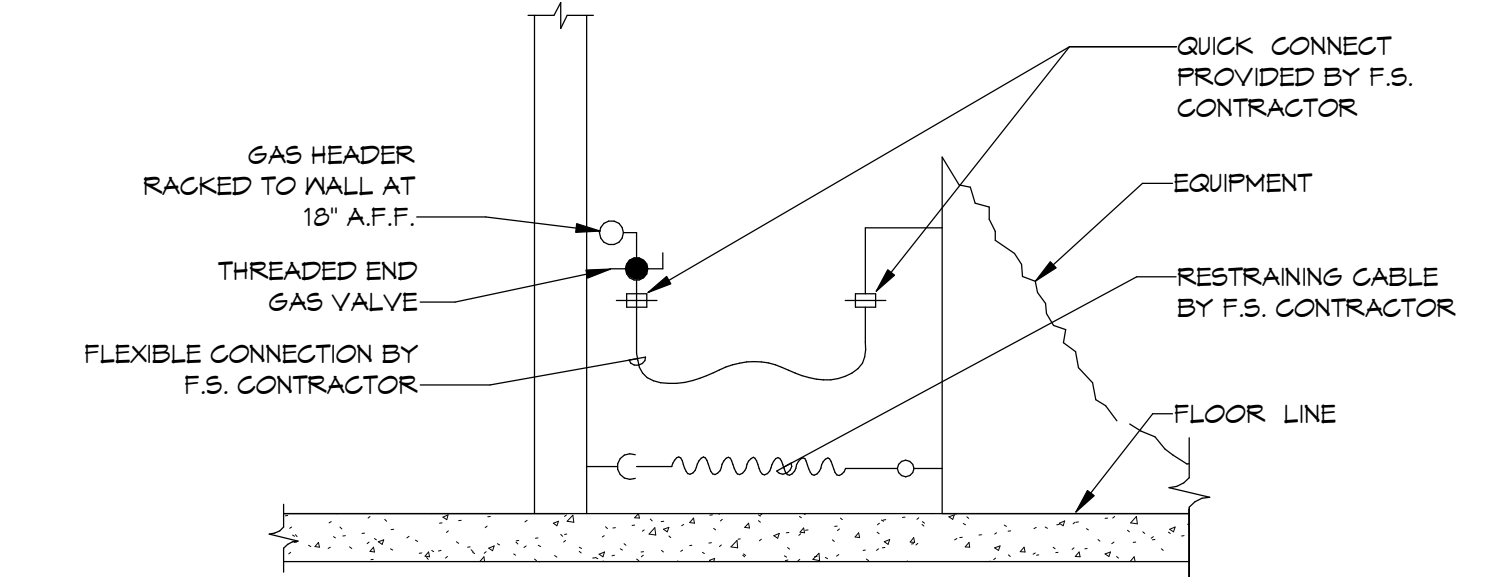 QUICK CONNECT
PROVIDED BY F.S.
CONTRACTOR
GAS HEADER
RACKED TO WALL AT
18" A.F.F.
EQUIPMENT
THREADED END
GAS VALVE
RESTRAINING CABLE
BY F.S. CONTRACTOR
FLEXIBLE CONNECTION BY
F.S. CONTRACTOR
FLOOR LINE